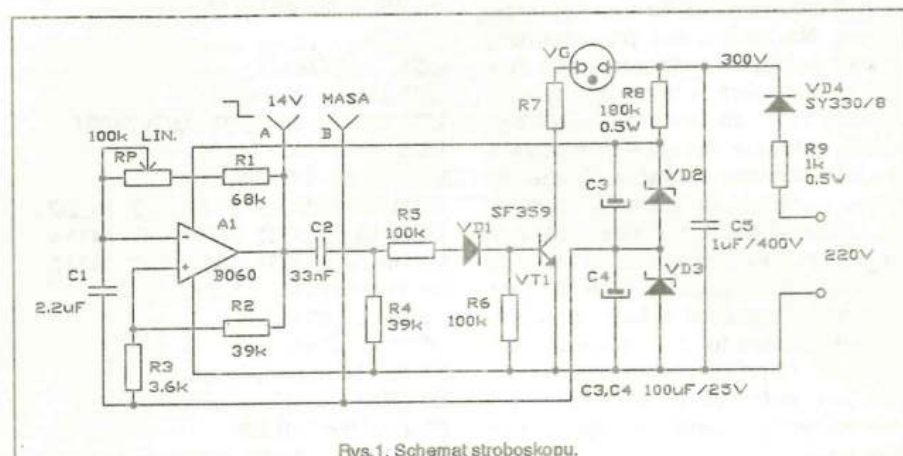 VG
300V
14V
MASA
R8
180k
0.5W
VD4
SY330/8
R7
A
B
100k LIN.
RP
R1
68k
R9
1k
0.5W
SF359
C3
VD2
A1
C2
R5
100k
VD1
C5
1uF/400V
220V
B060
33nF
VT1
C4
VD3
C1
2.2uF
R2
39k
R4
39k
R6
100k
R3
3.6k
C3,C4 100uF/25V
Rys.1. Schemat stroboskopu.